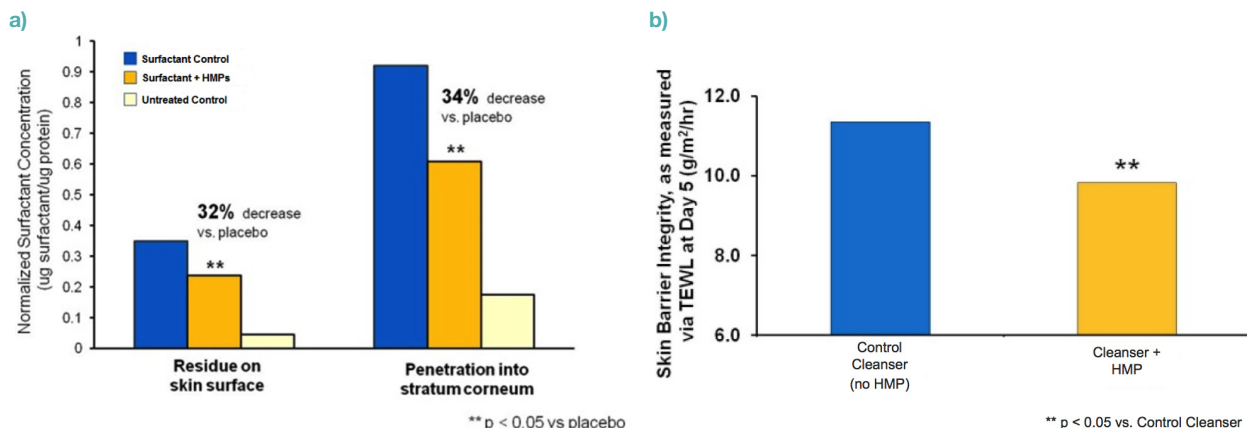 a)
Normalized Surfactant Concentration
(ug surfactant/ug protein)
1
0.9
0.8
0.7
0.6
0.5
0.4
0.3
0.2
0.1
0
Surfactant Control
Surfactant + HMPs
Untreated Control
32% decrease
vs. placebo
**
34% decrease
vs. placebo
**
Residue on
skin surface
Penetration into
stratum corneum
** p < 0.05 vs placebo
b)
Skin Barrier Integrity, as measured
via TEWL at Day 5 (g/m²/hr)
12.0
10.0
8.0
6.0
**
Control
Cleanser
(no HMP)
Cleanser +
HMP
** p < 0.05 vs. Control Cleanser